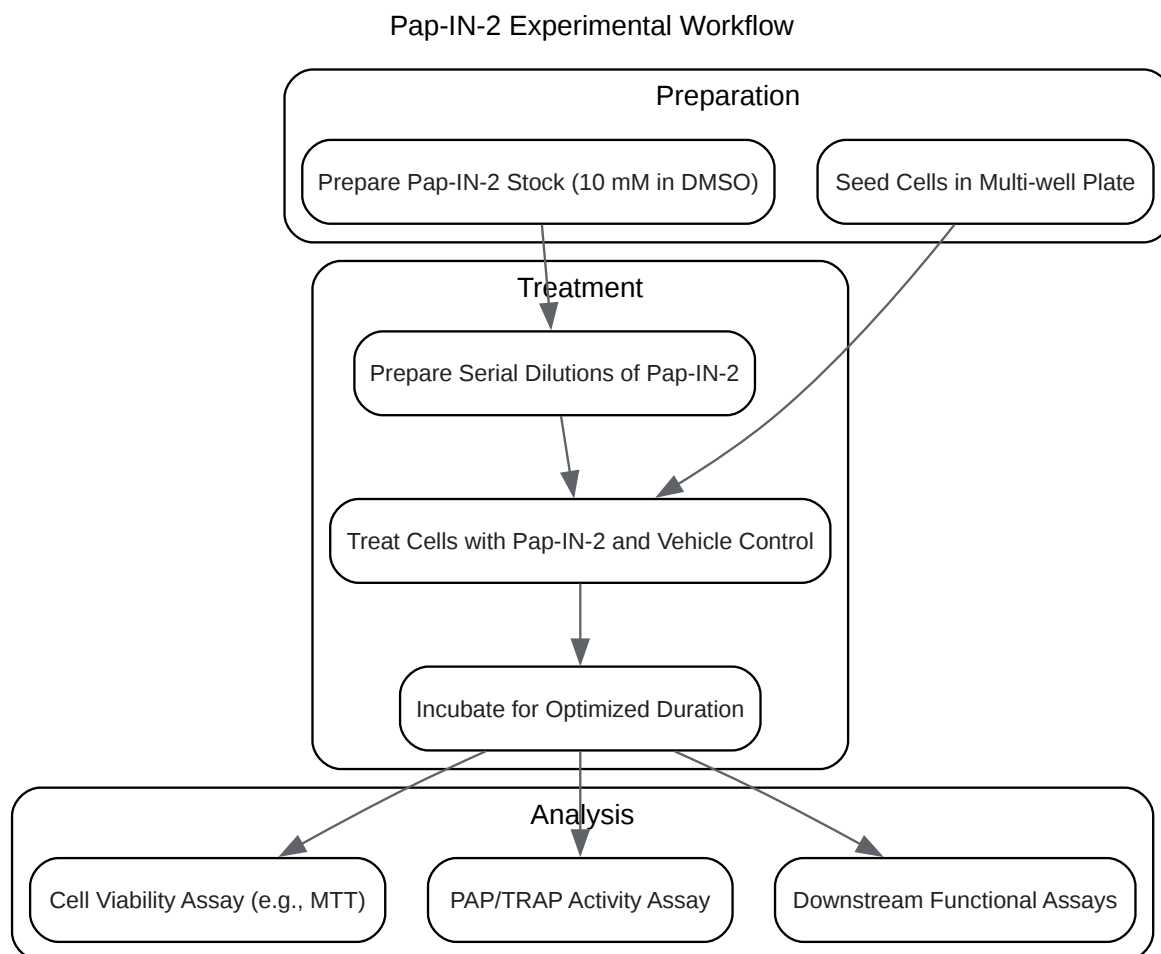 Pap-IN-2 Experimental Workflow
Preparation
Prepare Pap-IN-2 Stock (10 mM in DMSO)
Seed Cells in Multi-well Plate
Treatment
Prepare Serial Dilutions of Pap-IN-2
Treat Cells with Pap-IN-2 and Vehicle Control
Incubate for Optimized Duration
Analysis
Cell Viability Assay (e.g., MTT)
PAP/TRAP Activity Assay
Downstream Functional Assays